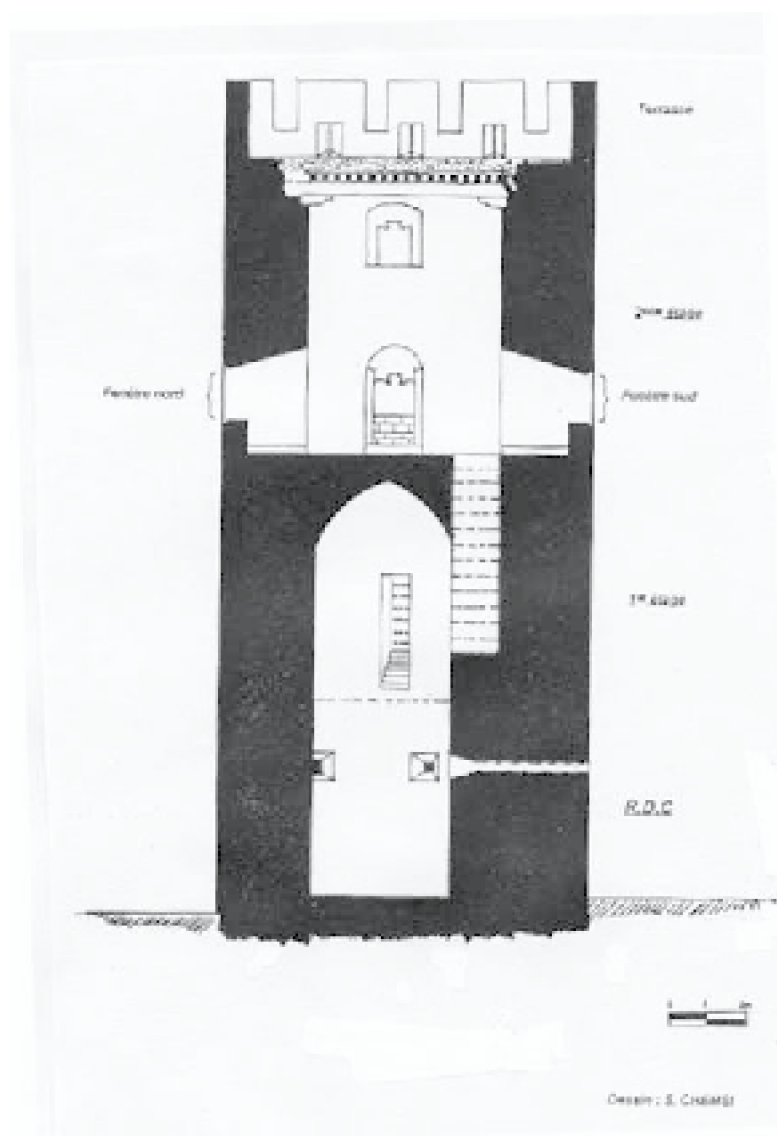 Terrasse
2ème étage
Fenêtre nord
Fenêtre sud
1er étage
R.D.C
Dessin : S.